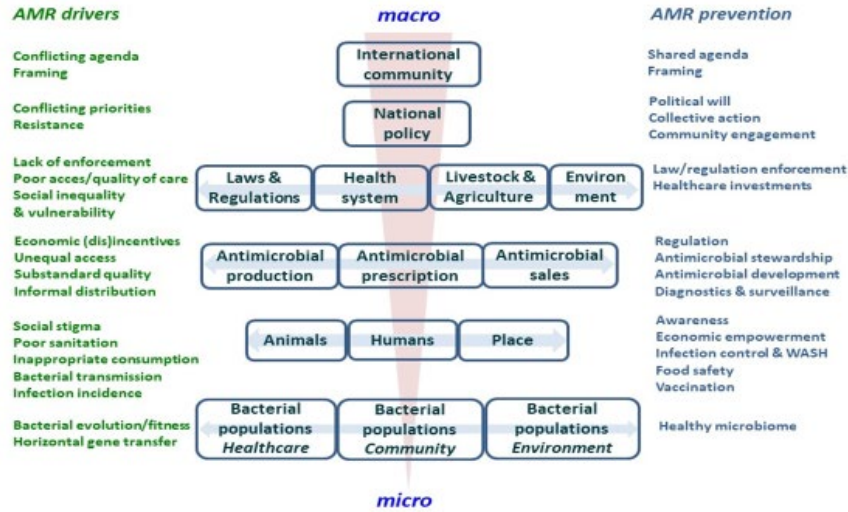 AMR drivers
macro
AMR prevention
Conflicting agenda
Framing
International
community
Shared agenda
Framing
Conflicting priorities
Resistance
National
policy
Political will
Collective action
Community engagement
Lack of enforcement
Poor acces/quality of care
Social inequality
& vulnerability
Laws &
Regulations
Health
system
Livestock &
Agriculture
Environ
ment
Law/regulation enforcement
Healthcare investments
Economic (dis)incentives
Unequal access
Substandard quality
Informal distribution
Antimicrobial
production
Antimicrobial
prescription
Antimicrobial
sales
Regulation
Antimicrobial stewardship
Antimicrobial development
Diagnostics & surveillance
Social stigma
Poor sanitation
Inappropriate consumption
Bacterial transmission
Infection incidence
Animals
Humans
Place
Awareness
Economic empowerment
Infection control & WASH
Food safety
Vaccination
Bacterial evolution/fitness
Horizontal gene transfer
Bacterial
populations
Healthcare
Bacterial
populations
Community
Bacterial
populations
Environment
Healthy microbiome
micro